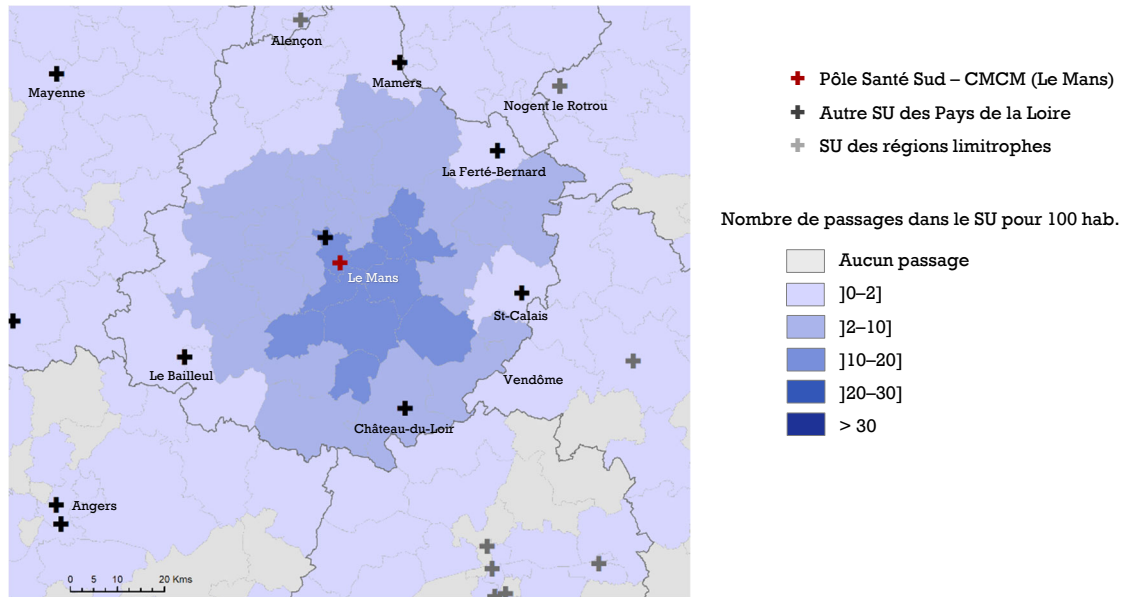 Alençon
Mayenne
Mamers
Nogent le Rotrou
La Ferté-Bernard
Le Mans
St-Calais
Le Bailleul
Vendôme
Château-du-Loir
Angers
0 5 10 20 Kms
Pôle Santé Sud – CMCM (Le Mans)
Autre SU des Pays de la Loire
SU des régions limitrophes
Nombre de passages dans le SU pour 100 hab.
Aucun passage
]0–2]
]2–10]
]10–20]
]20–30]
> 30